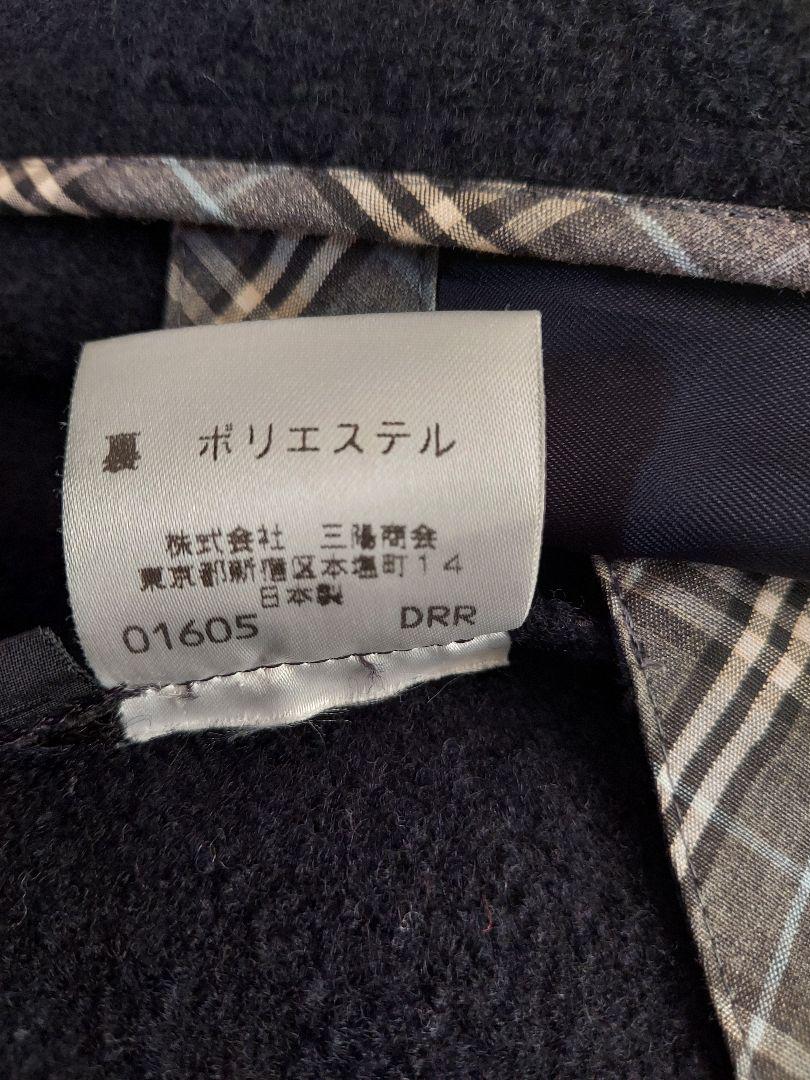 裏　ポリエステル
株式会社　三陽商会
東京都新宿区本塩町１４
日本製
01605 DRR